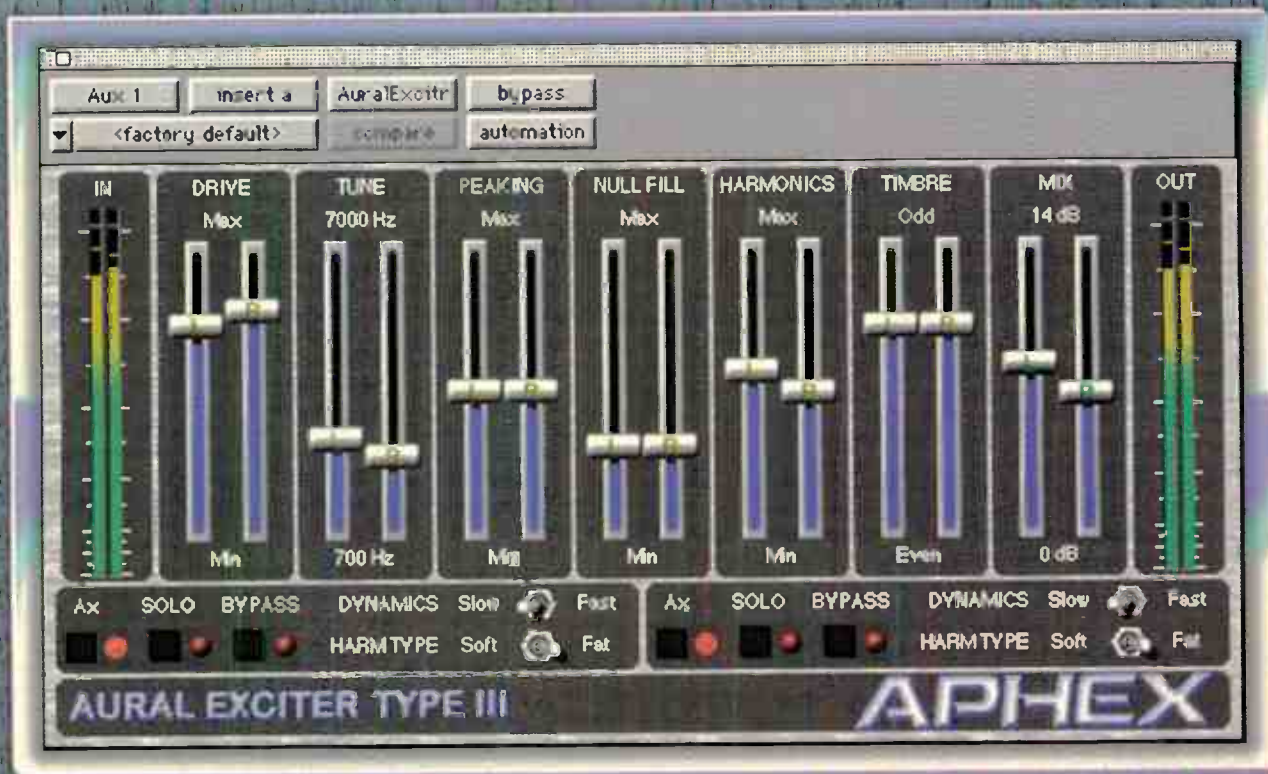 Aux 1 insert a AuralExcitr bypass
<factory default> compare automation
IN DRIVE TUNE PEAKING NULL FILL HARMONICS TIMBRE MIX OUT
Max 7000 Hz Max Max Max Odd 14 dB
Min 700 Hz Min Min Min Even 0 dB
Ax SOLO BYPASS DYNAMICS Slow Fast Ax SOLO BYPASS DYNAMICS Slow Fast
HARM TYPE Soft Fat HARM TYPE Soft Fat
AURAL EXCITER TYPE III APHEX